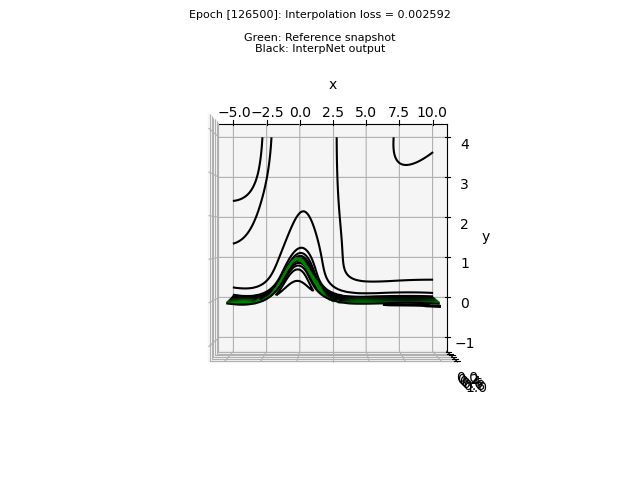 Epoch [126500]: Interpolation loss = 0.002592
Green: Reference snapshot
Black: InterpNet output
x
−5.0 −2.5 0.0 2.5 5.0 7.5 10.0
4
3
2
y
1
0
−1